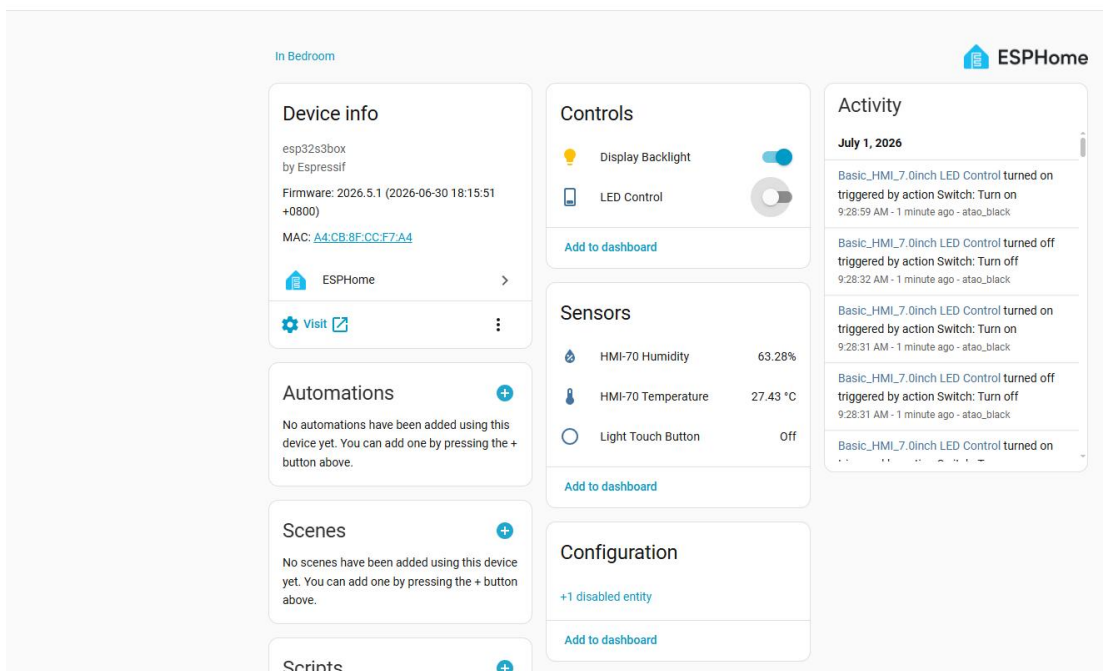 In Bedroom
ESPHome
Device info
esp32s3box
by Espressif
Firmware: 2026.5.1 (2026-06-30 18:15:51
+0800)
MAC: A4:CB:8F:CC:F7:A4
ESPHome
Visit
Automations
No automations have been added using this
device yet. You can add one by pressing the +
button above.
Scenes
No scenes have been added using this device
yet. You can add one by pressing the + button
above.
Scripts
Controls
Display Backlight
LED Control
Add to dashboard
Sensors
HMI-70 Humidity 63.28%
HMI-70 Temperature 27.43 °C
Light Touch Button Off
Add to dashboard
Configuration
+1 disabled entity
Add to dashboard
Activity
July 1, 2026
Basic_HMI_7.0inch LED Control turned on
triggered by action Switch: Turn on
9:28:59 AM - 1 minute ago - atao_black
Basic_HMI_7.0inch LED Control turned off
triggered by action Switch: Turn off
9:28:32 AM - 1 minute ago - atao_black
Basic_HMI_7.0inch LED Control turned on
triggered by action Switch: Turn on
9:28:31 AM - 1 minute ago - atao_black
Basic_HMI_7.0inch LED Control turned off
triggered by action Switch: Turn off
9:28:31 AM - 1 minute ago - atao_black
Basic_HMI_7.0inch LED Control turned on